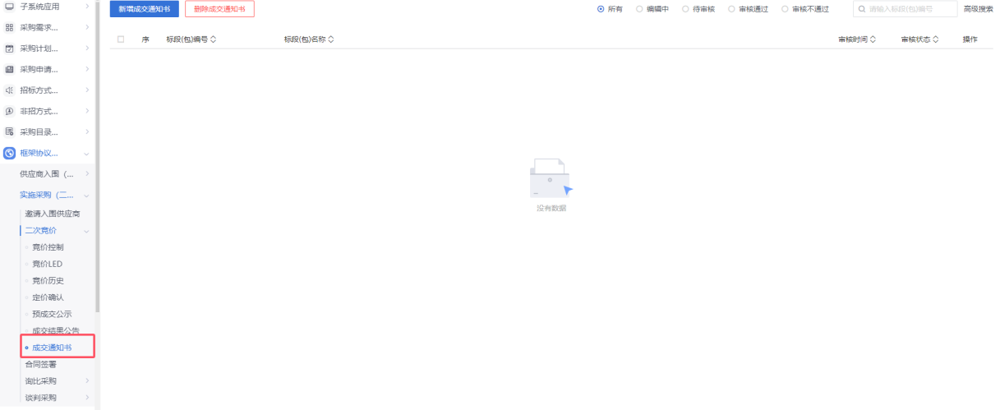 子系统应用
采购需求...
采购计划...
采购申请...
招标方式...
非招方式...
采购目录...
框架协议...
供应商入围（...
实施采购（二...
邀请入围供应商
二次竞价
竞价控制
竞价LED
竞价历史
定价确认
预成交公示
成交结果公告
成交通知书
合同签署
询比采购
谈判采购
新增成交通知书 删除成交通知书 所有 编辑中 待审核 审核通过 审核不通过 请输入标段(包)编号 高级搜索
序 标段(包)编号 标段(包)名称 审核时间 审核状态 操作
没有数据